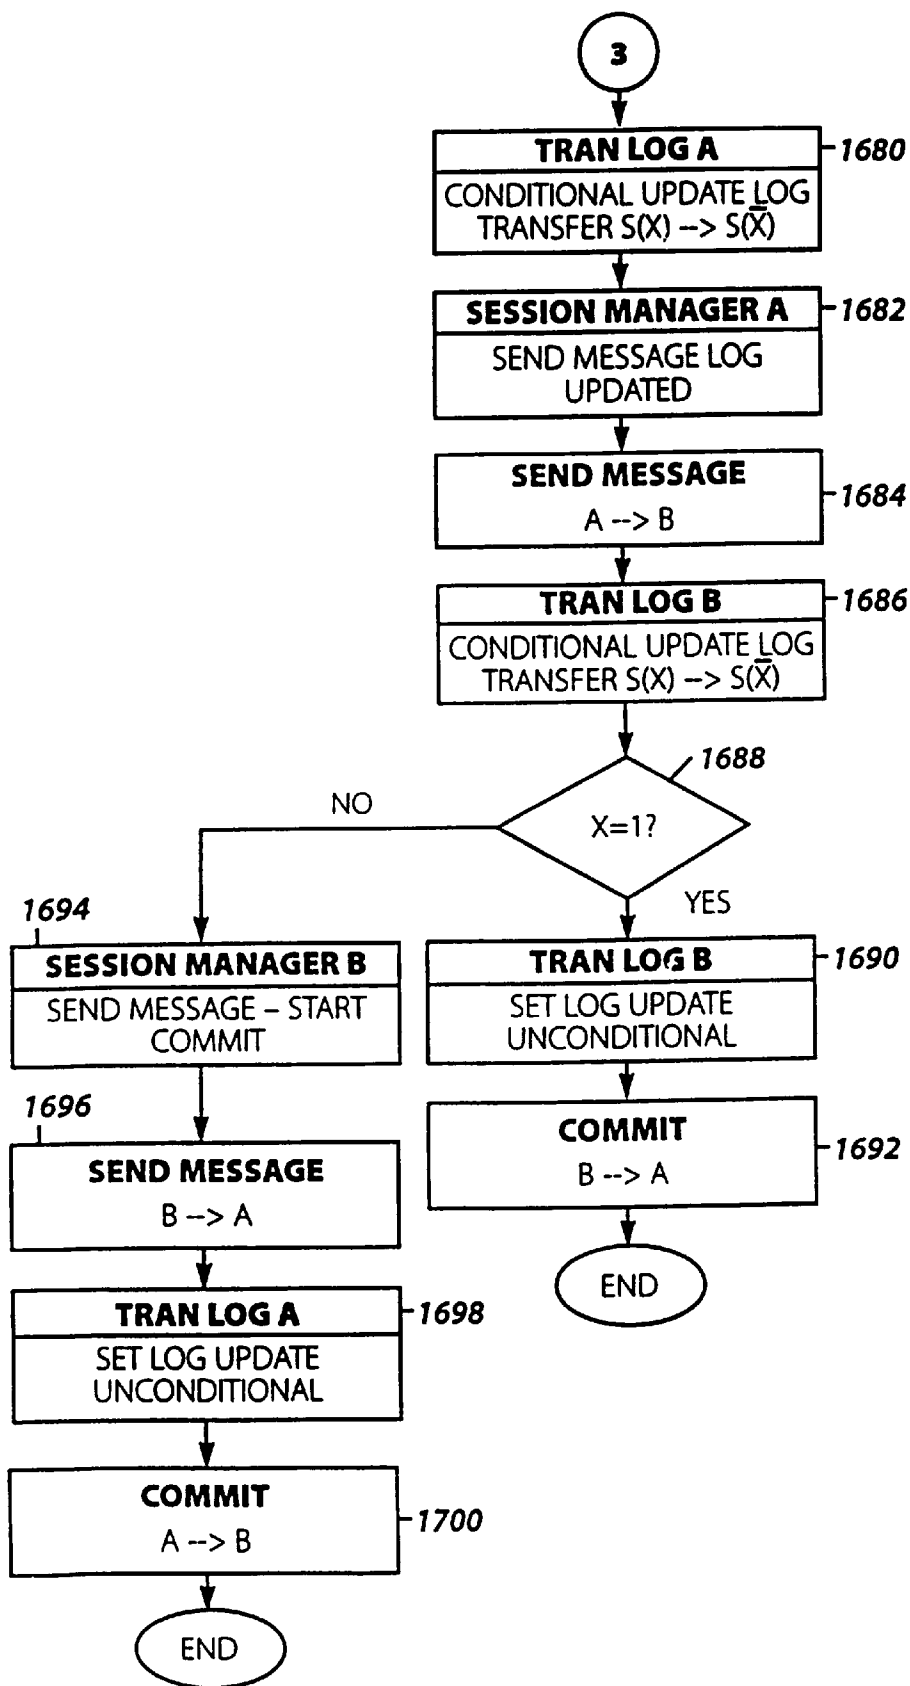 3
TRAN LOG A
1680
CONDITIONAL UPDATE LOG
TRANSFER S(X) --> S(X̅)
SESSION MANAGER A
1682
SEND MESSAGE LOG
UPDATED
SEND MESSAGE
1684
A --> B
TRAN LOG B
1686
CONDITIONAL UPDATE LOG
TRANSFER S(X) --> S(X̅)
1688
X=1?
NO
YES
1694
SESSION MANAGER B
SEND MESSAGE – START
COMMIT
1696
SEND MESSAGE
B --> A
TRAN LOG A
1698
SET LOG UPDATE
UNCONDITIONAL
COMMIT
1700
A --> B
END
TRAN LOG B
1690
SET LOG UPDATE
UNCONDITIONAL
COMMIT
1692
B --> A
END